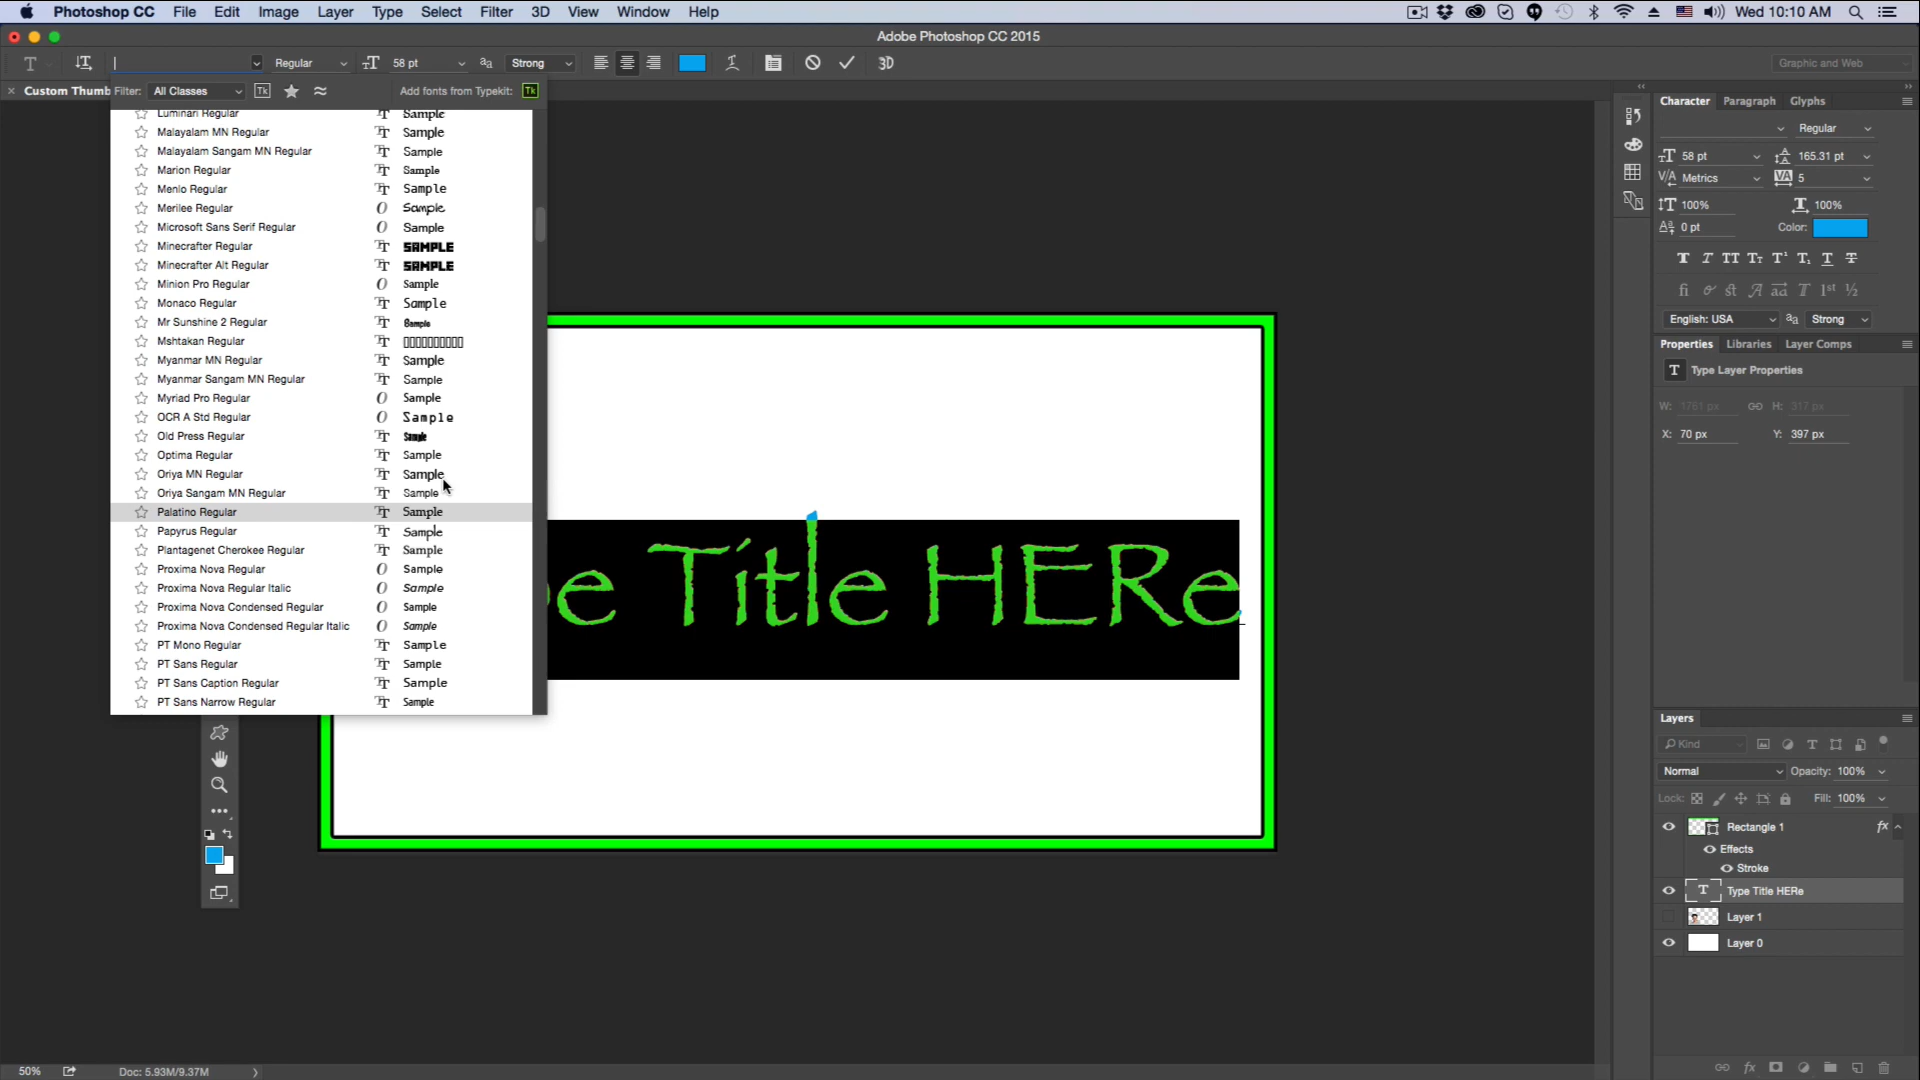 Photoshop CC File Edit Image Layer Type Select Filter 3D View Window Help Wed 10:10 AM
Adobe Photoshop CC 2015
Regular 58 pt Strong 3D Graphic and Web
Custom Thumb Filter: All Classes Tk Add fonts from Typekit: Tk
Luminari Regular Sample
Malayalam MN Regular Sample
Malayalam Sangam MN Regular Sample
Marion Regular Sample
Menlo Regular Sample
Merilee Regular Sample
Microsoft Sans Serif Regular Sample
Minecrafter Regular SAMPLE
Minecrafter Alt Regular SAMPLE
Minion Pro Regular Sample
Monaco Regular Sample
Mr Sunshine 2 Regular Sample
Mshtakan Regular
Myanmar MN Regular Sample
Myanmar Sangam MN Regular Sample
Myriad Pro Regular Sample
OCR A Std Regular Sample
Old Press Regular Sample
Optima Regular Sample
Oriya MN Regular Sample
Oriya Sangam MN Regular Sample
Palatino Regular Sample
Papyrus Regular Sample
Plantagenet Cherokee Regular Sample
Proxima Nova Regular Sample
Proxima Nova Regular Italic Sample
Proxima Nova Condensed Regular Sample
Proxima Nova Condensed Regular Italic Sample
PT Mono Regular Sample
PT Sans Regular Sample
PT Sans Caption Regular Sample
PT Sans Narrow Regular Sample
e Title HERe
Character Paragraph Glyphs
Regular
58 pt 165.31 pt
Metrics 5
100% 100%
0 pt Color:
English: USA Strong
Properties Libraries Layer Comps
Type Layer Properties
W: 1761 px H: 317 px
X: 70 px Y: 397 px
Layers
Kind
Normal Opacity: 100%
Lock: Fill: 100%
Rectangle 1 fx
Effects
Stroke
Type Title HERe
Layer 1
Layer 0
50% Doc: 5.93M/9.37M